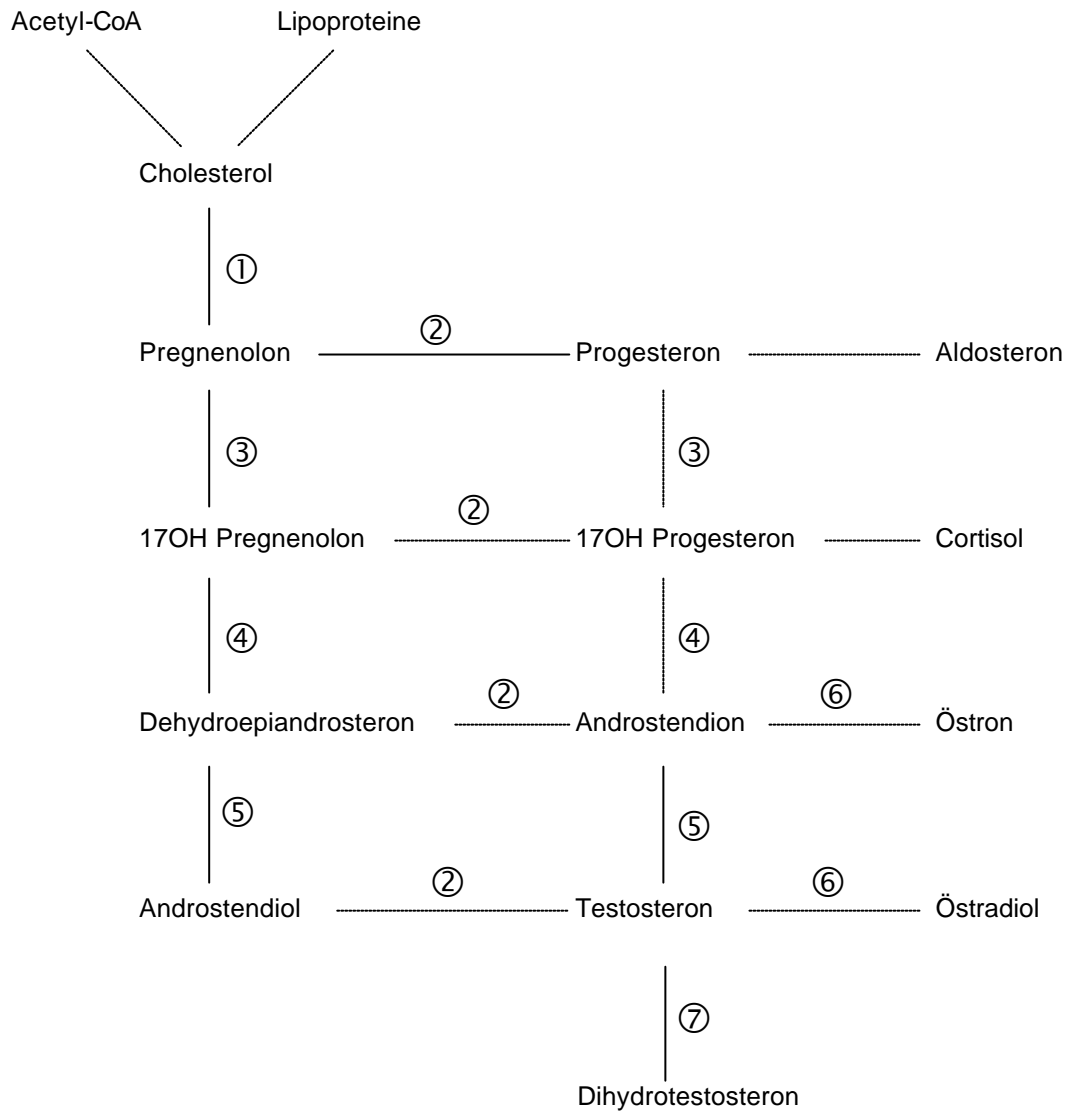 Acetyl-CoA Lipoproteine
Cholesterol
①
②
Pregnenolon Progesteron Aldosteron
③ ③
②
17OH Pregnenolon 17OH Progesteron Cortisol
④ ④
② ⑥
Dehydroepiandrosteron Androstendion Östron
⑤ ⑤
② ⑥
Androstendiol Testosteron Östradiol
⑦
Dihydrotestosteron